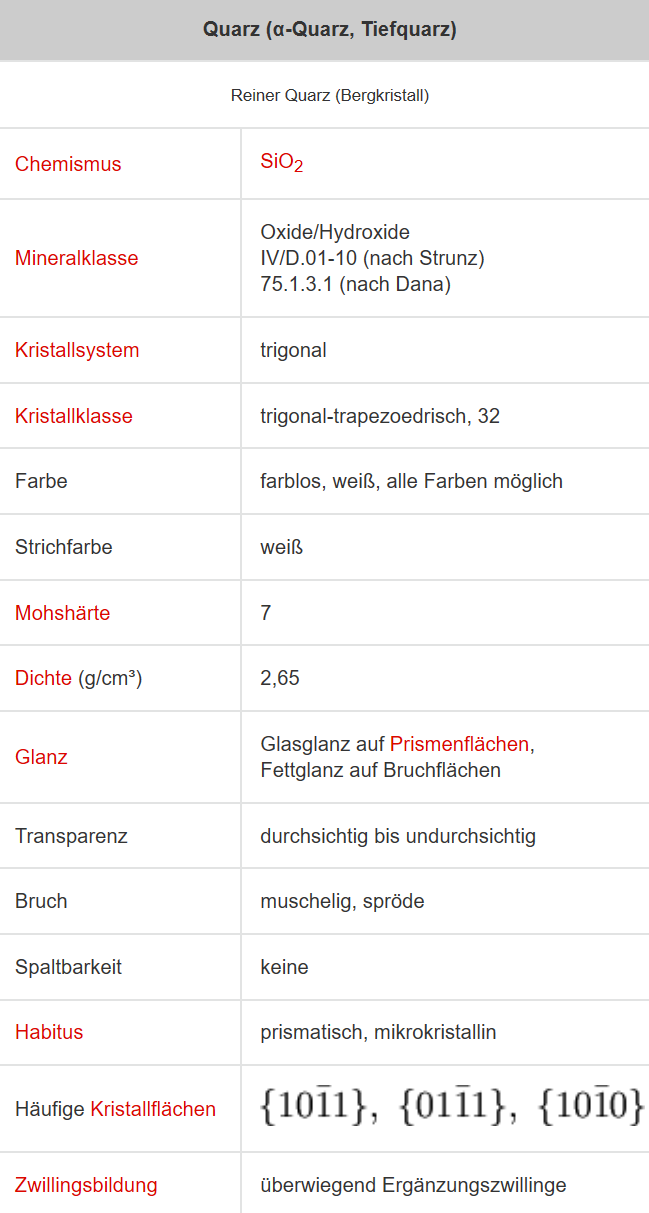 Quarz (α-Quarz, Tiefquarz)
Reiner Quarz (Bergkristall)
Chemismus SiO₂
Mineralklasse Oxide/Hydroxide
IV/D.01-10 (nach Strunz)
75.1.3.1 (nach Dana)
Kristallsystem trigonal
Kristallklasse trigonal-trapezoedrisch, 32
Farbe farblos, weiß, alle Farben möglich
Strichfarbe weiß
Mohshärte 7
Dichte (g/cm³) 2,65
Glanz Glasglanz auf Prismenflächen,
Fettglanz auf Bruchflächen
Transparenz durchsichtig bis undurchsichtig
Bruch muschelig, spröde
Spaltbarkeit keine
Habitus prismatisch, mikrokristallin
Häufige Kristallflächen {101̄1}, {011̄1}, {101̄0}
Zwillingsbildung überwiegend Ergänzungszwillinge